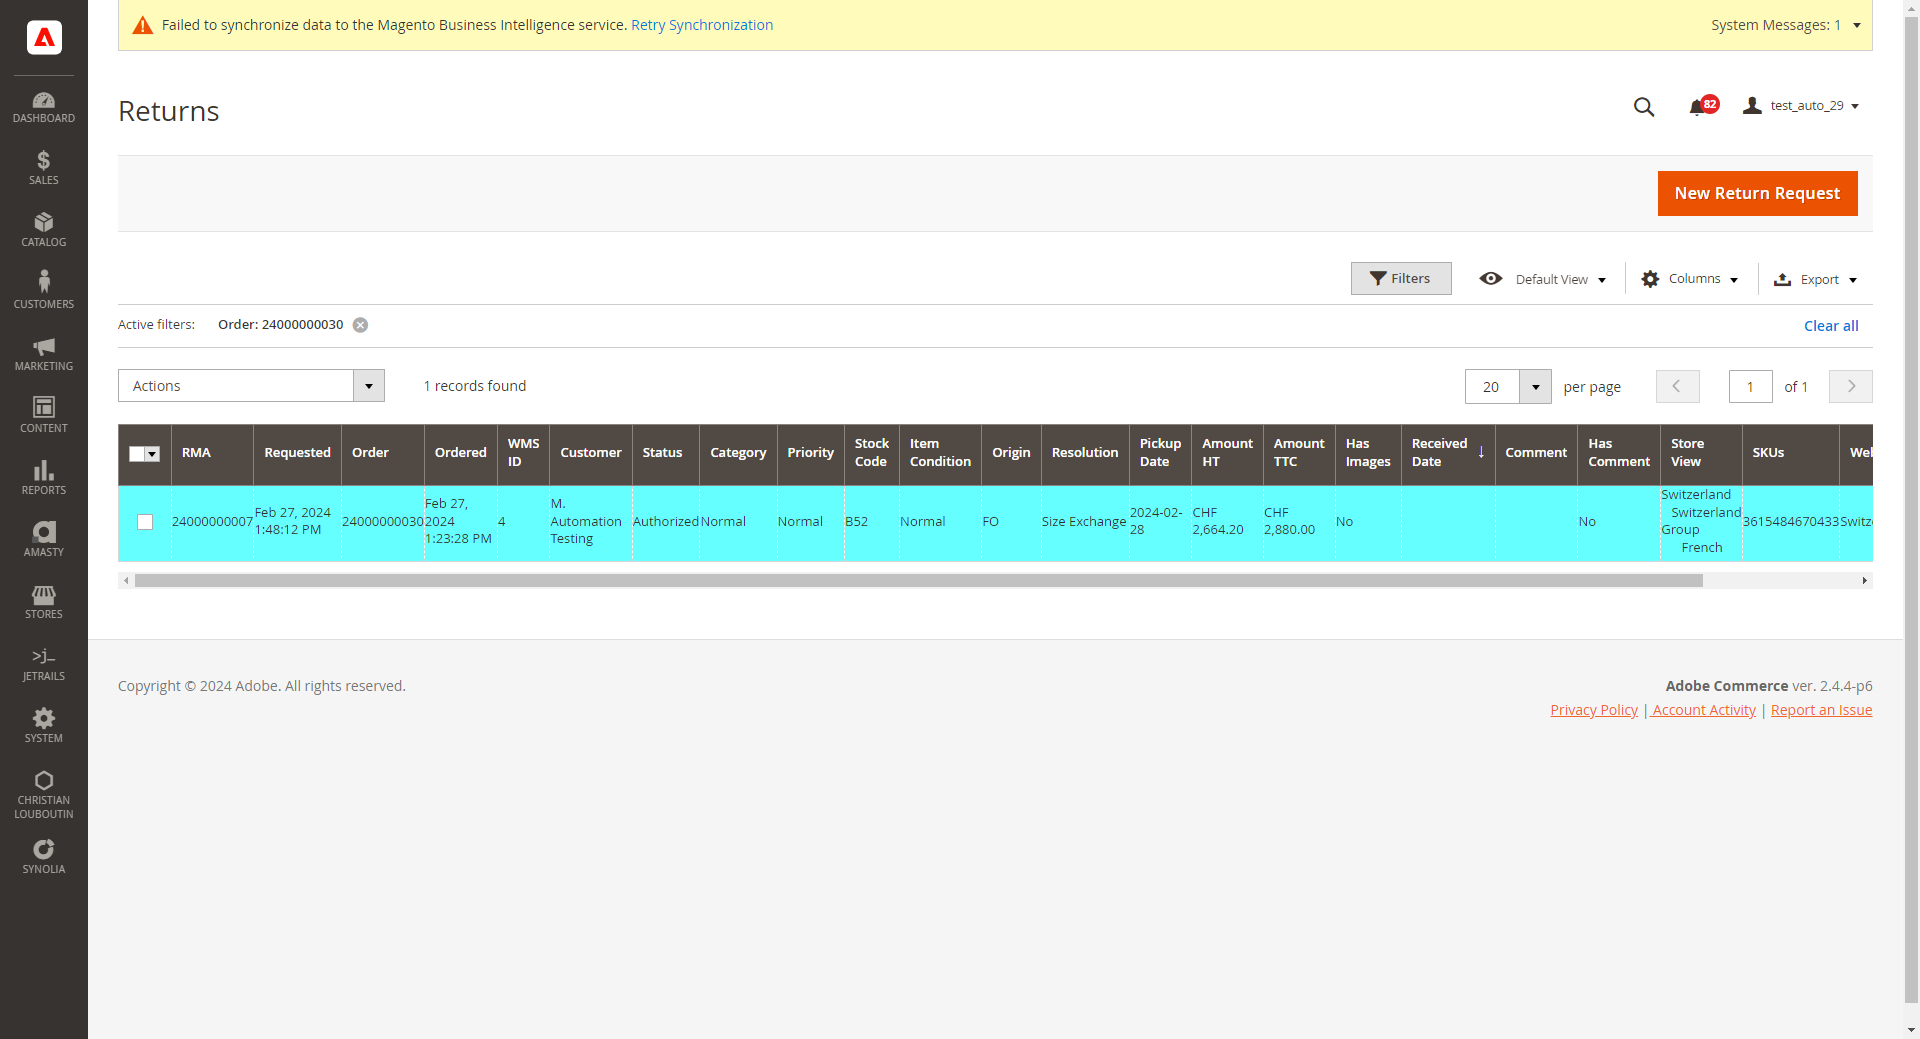 Failed to synchronize data to the Magento Business Intelligence service. Retry Synchronization
System Messages: 1
DASHBOARD
SALES
CATALOG
CUSTOMERS
MARKETING
CONTENT
REPORTS
AMASTY
STORES
JETRAILS
SYSTEM
CHRISTIAN
LOUBOUTIN
SYNOLIA
Returns
82
test_auto_29
New Return Request
Filters
Default View
Columns
Export
Active filters:
Order: 24000000030
Clear all
Actions
1 records found
20
per page
1
of 1
RMA
Requested
Order
Ordered
WMS
ID
Customer
Status
Category
Priority
Stock
Code
Item
Condition
Origin
Resolution
Pickup
Date
Amount
HT
Amount
TTC
Has
Images
Received
Date
Comment
Has
Comment
Store
View
SKUs
Wel
24000000007
Feb 27, 2024
1:48:12 PM
24000000030
Feb 27,
2024
1:23:28 PM
4
M.
Automation
Testing
Authorized
Normal
Normal
B52
Normal
FO
Size Exchange
2024-02-
28
CHF
2,664.20
CHF
2,880.00
No
No
Switzerland
Switzerland
Group
French
3615484670433
Switz
Copyright © 2024 Adobe. All rights reserved.
Adobe Commerce ver. 2.4.4-p6
Privacy Policy | Account Activity | Report an Issue